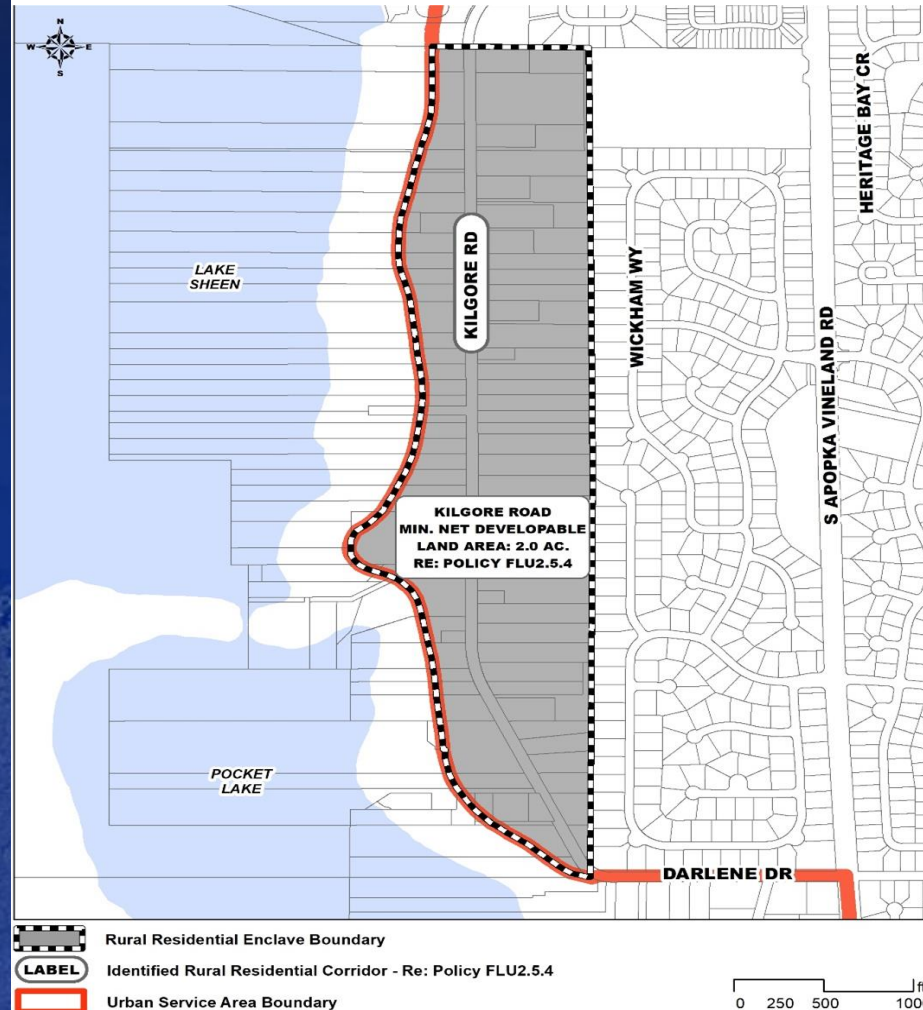 N
W E
S
LAKE
SHEEN
KILGORE RD
WICKHAM WY
HERITAGE BAY CR
S APOPKA VINELAND RD
KILGORE ROAD
MIN. NET DEVELOPABLE
LAND AREA: 2.0 AC.
RE: POLICY FLU2.5.4
POCKET
LAKE
DARLENE DR
Rural Residential Enclave Boundary
LABEL Identified Rural Residential Corridor - Re: Policy FLU2.5.4
Urban Service Area Boundary
0 250 500